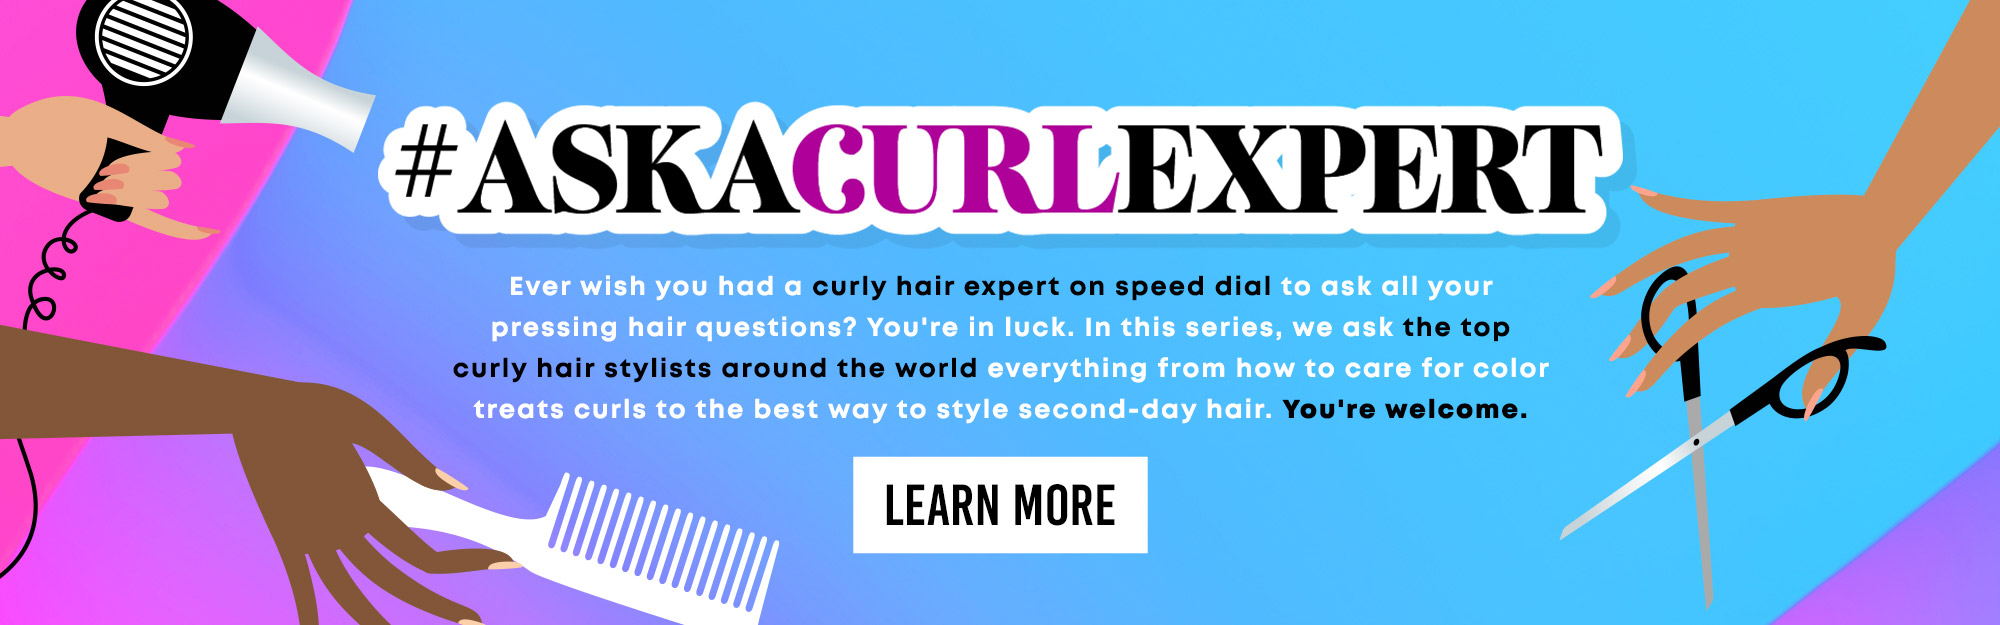 #ASKACURLEXPERT
Ever wish you had a curly hair expert on speed dial to ask all your
pressing hair questions? You're in luck. In this series, we ask the top
curly hair stylists around the world everything from how to care for color
treats curls to the best way to style second-day hair. You're welcome.
LEARN MORE